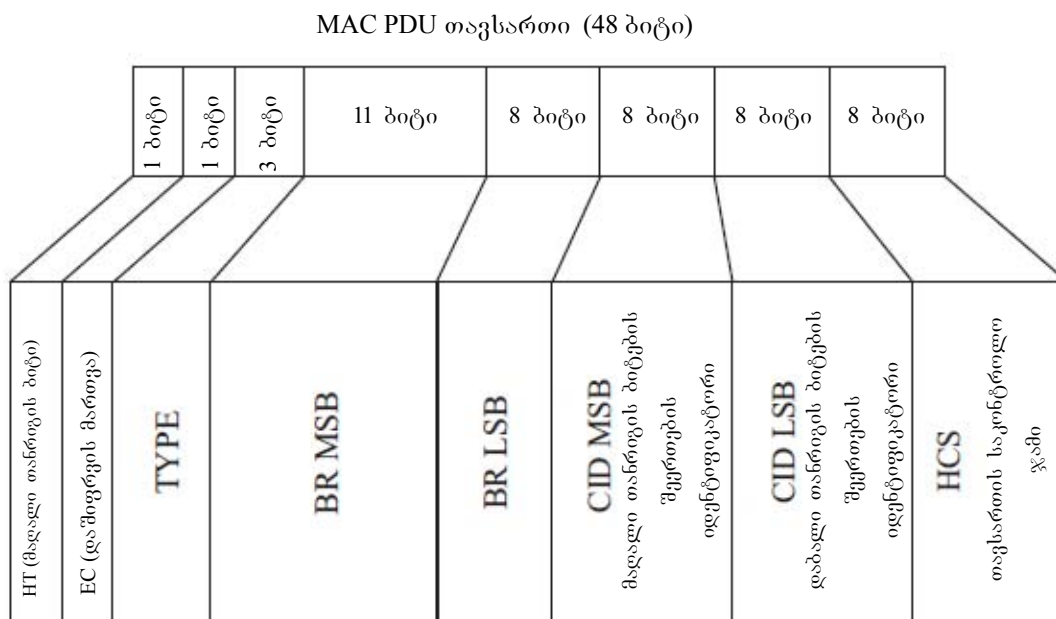 MAC PDU თავსართი (48 ბიტი)
1 ბიტი
1 ბიტი
3 ბიტი
11 ბიტი
8 ბიტი
8 ბიტი
8 ბიტი
8 ბიტი
HT (მაღალი თანრიგის ბიტი)
EC (დაშიფრვის მართვა)
TYPE
BR MSB
BR LSB
CID MSB
მაღალი თანრიგის ბიტების
შეერთების
იდენტიფიკატორი
CID LSB
დაბალი თანრიგის ბიტების
შეერთების
იდენტიფიკატორი
HCS
თავსართის საკონტროლო
ჯამი